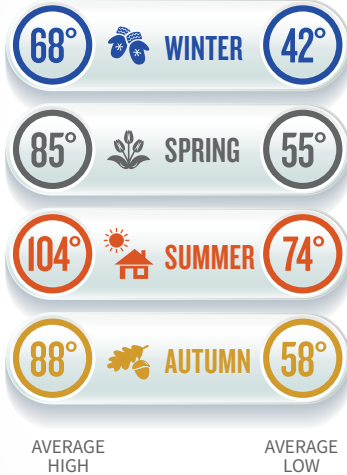 68° WINTER 42°
85° SPRING 55°
104° SUMMER 74°
88° AUTUMN 58°
AVERAGE HIGH
AVERAGE LOW